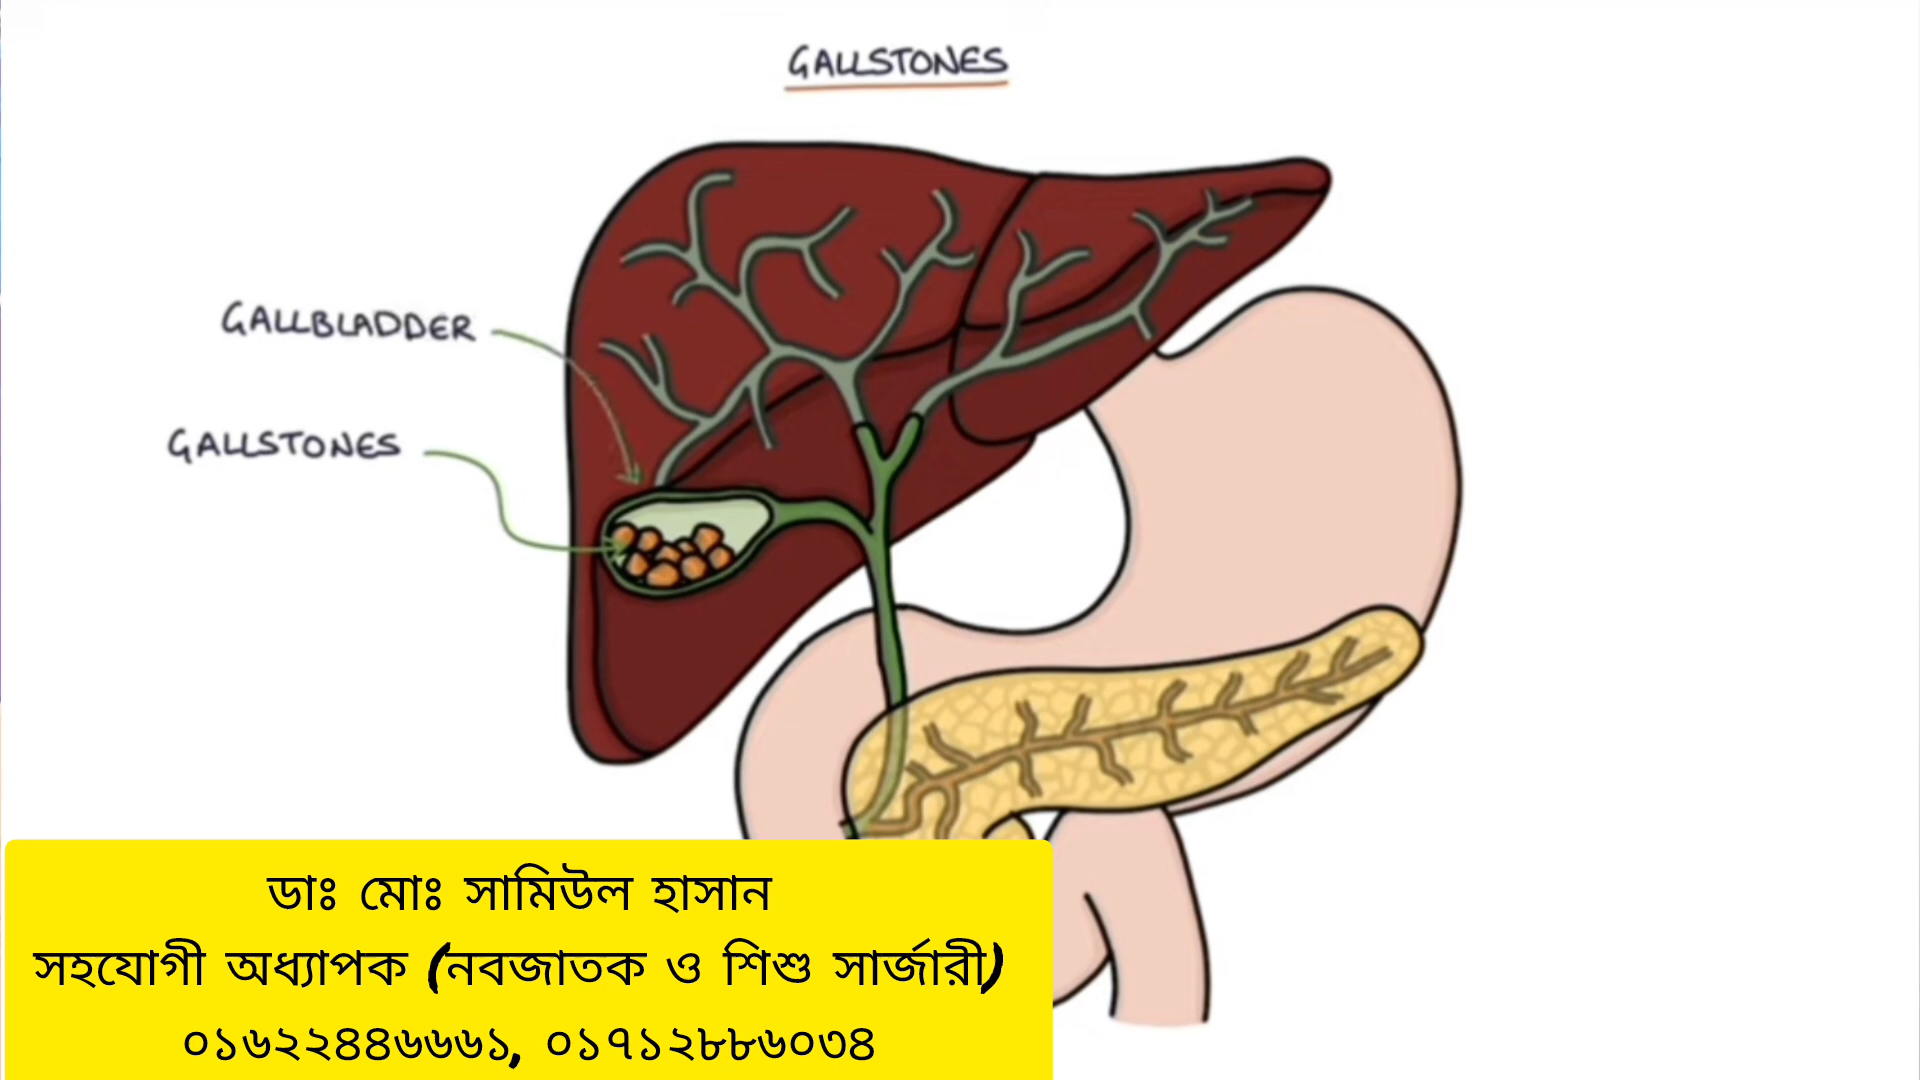 GALLSTONES
GALLBLADDER
GALLSTONES
ডাঃ মোঃ সামিউল হাসান
সহযোগী অধ্যাপক (নবজাতক ও শিশু সার্জারী)
০১৬২২৪৪৬৬৬১, ০১৭১২৮৮৬০৩৪